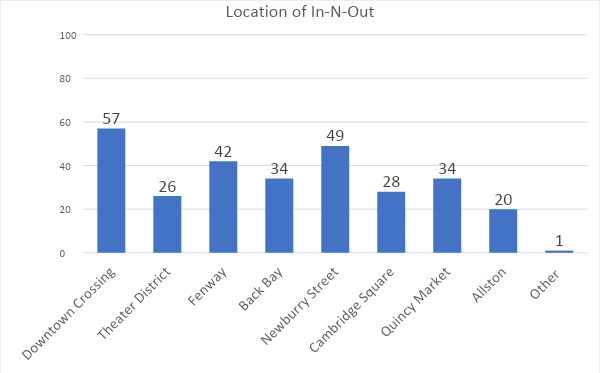 Location of In-N-Out
100
80
60
40
20
0
57
26
42
34
49
28
34
20
1
Downtown Crossing
Theater District
Fenway
Back Bay
Newburry Street
Cambridge Square
Quincy Market
Allston
Other